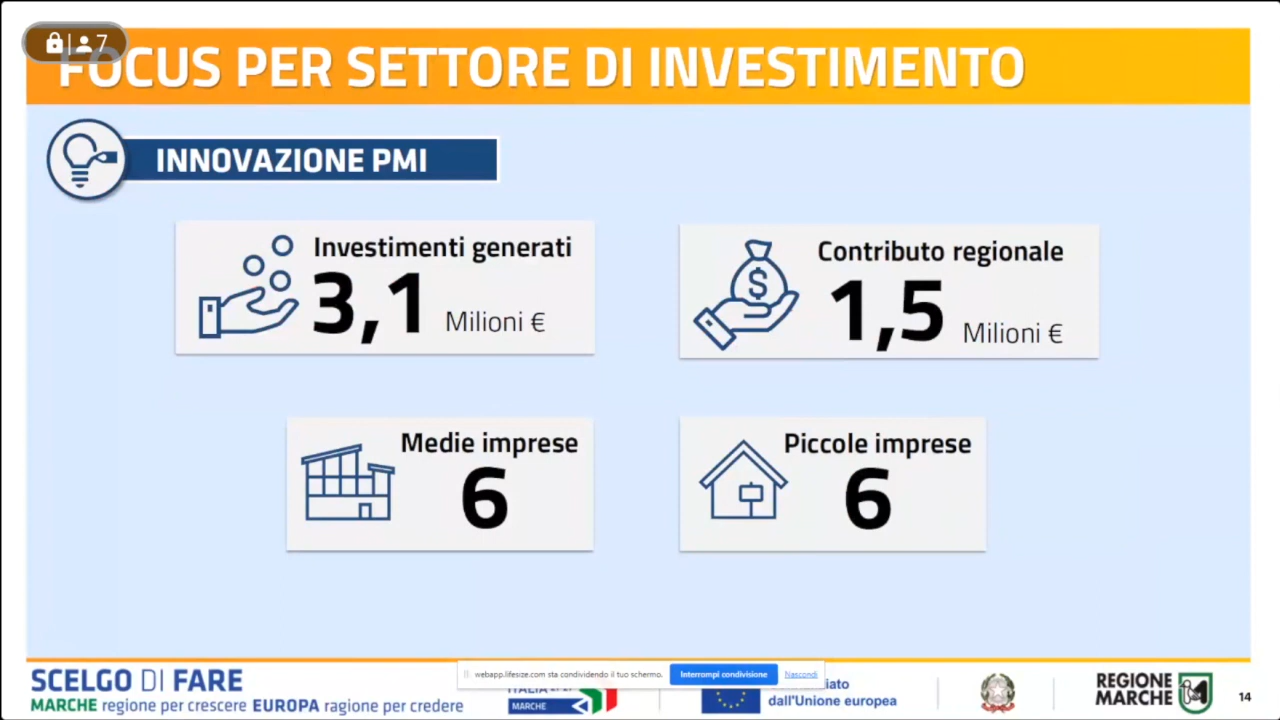 7
FOCUS PER SETTORE DI INVESTIMENTO
INNOVAZIONE PMI
Investimenti generati
3,1 Milioni €
Contributo regionale
1,5 Milioni €
$
Medie imprese
6
Piccole imprese
6
SCELGO DI FARE
MARCHE regione per crescere EUROPA ragione per credere
webapp.lifesize.com sta condividendo il tuo schermo.
Interrompi condivisione
Nascondi
ITALIA
MARCHE
dall'Unione europea
REGIONE
MARCHE
14